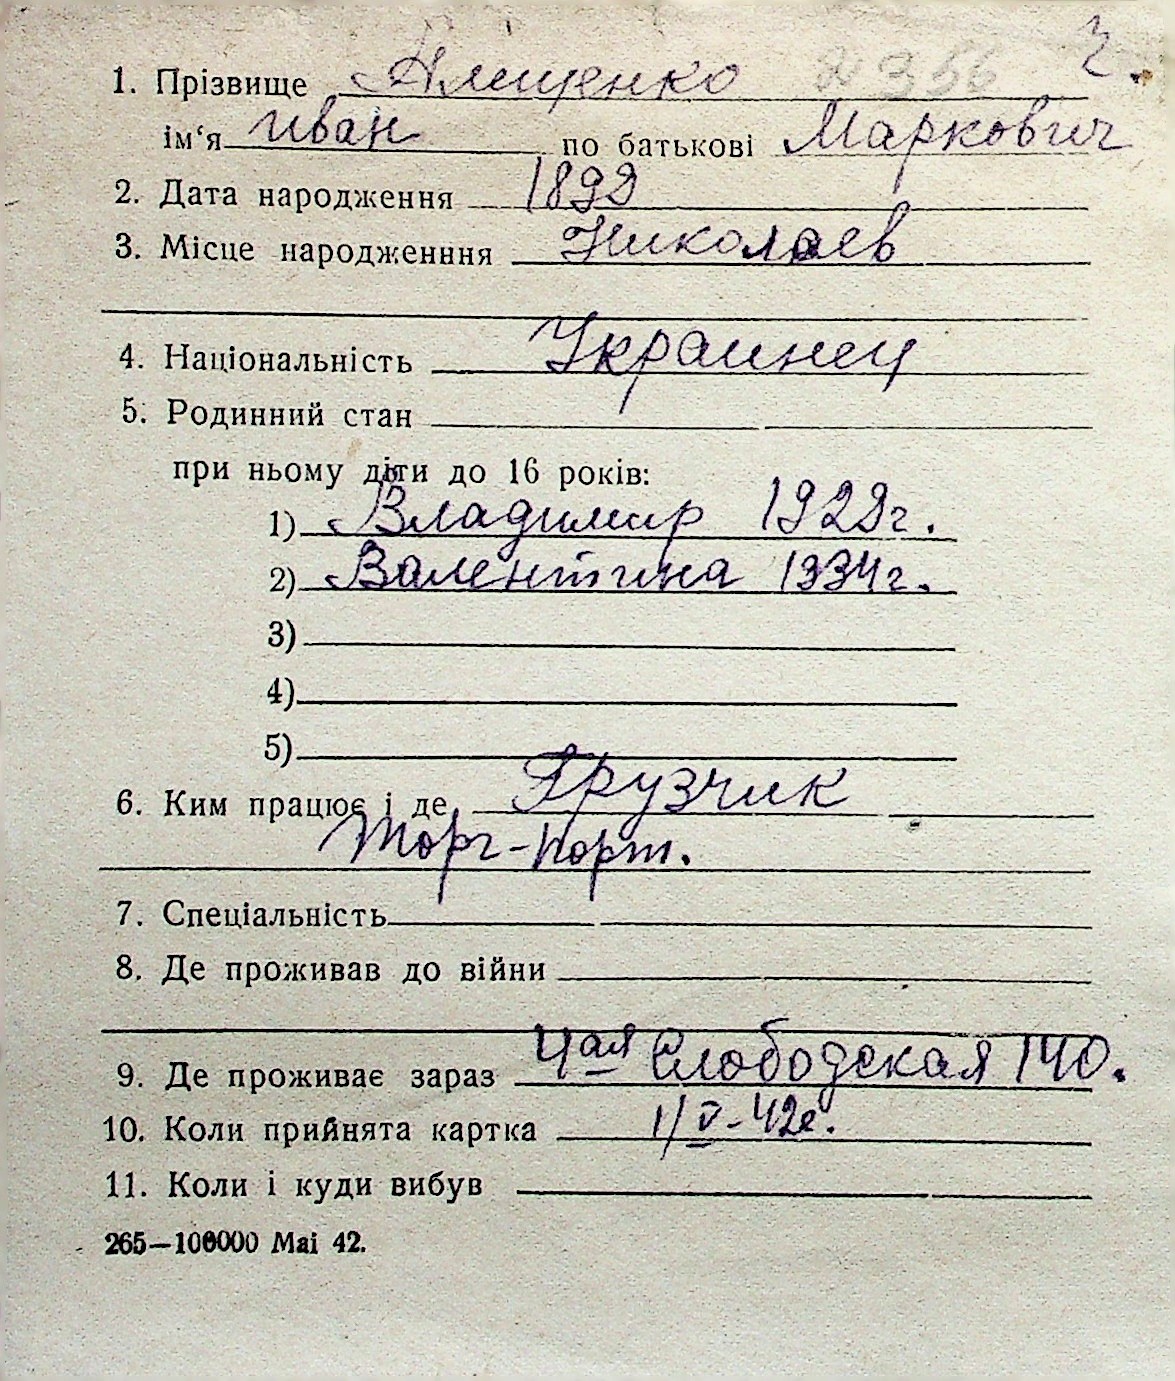 ч.
1. Прізвище Алещенко №356
ім‘я Иван по батькові Маркович
2. Дата народження 1892
3. Місце народженння Николаев
4. Національність Украинец
5. Родинний стан
при ньому діти до 16 років:
1) Владимир 1929г.
2) Валентина 1934г.
3)
4)
5)
6. Ким працює і де Грузчик
Торг-порт.
7. Спеціальність
8. Де проживав до війни
9. Де проживає зараз 4ая Слободская 140.
10. Коли прийнята картка 1/V-42г.
11. Коли і куди вибув
265—100000 Mai 42.